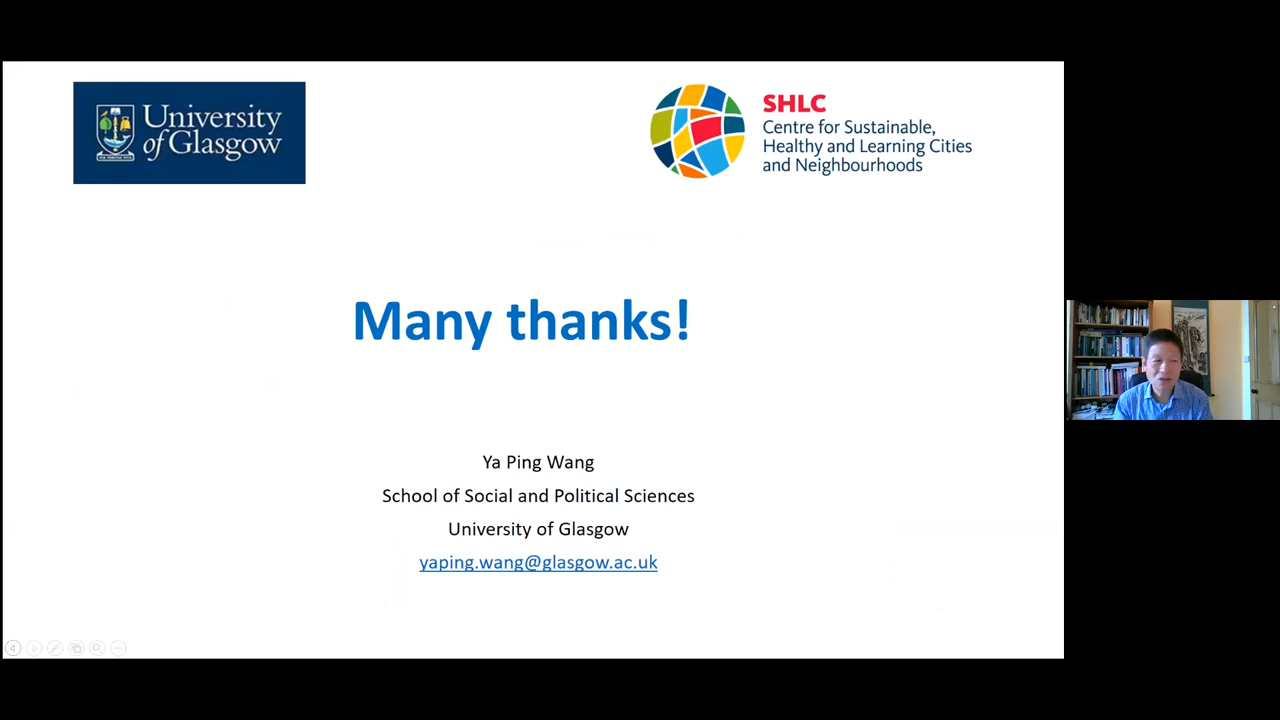 University
of Glasgow
SHLC
Centre for Sustainable,
Healthy and Learning Cities
and Neighbourhoods
Many thanks!
Ya Ping Wang
School of Social and Political Sciences
University of Glasgow
yaping.wang@glasgow.ac.uk